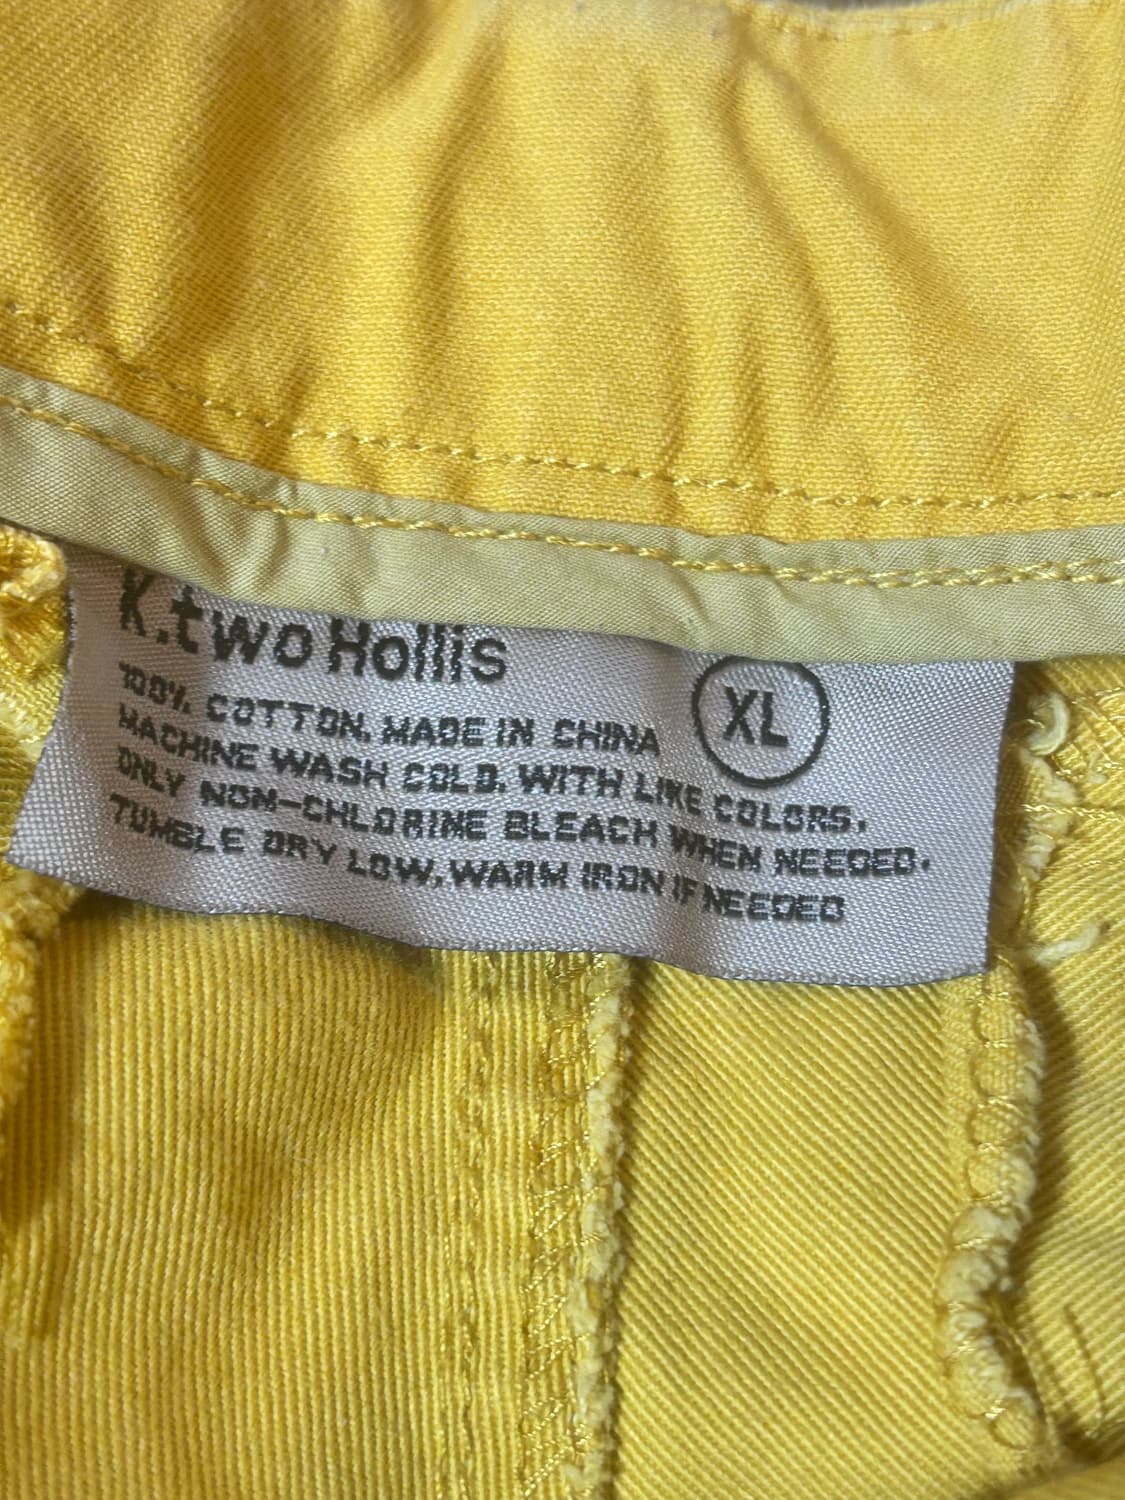 K.two Hollis
XL
100% COTTON. MADE IN CHINA
MACHINE WASH COLD. WITH LIKE COLORS.
ONLY NON-CHLORINE BLEACH WHEN NEEDED.
TUMBLE DRY LOW, WARM IRON IF NEEDED